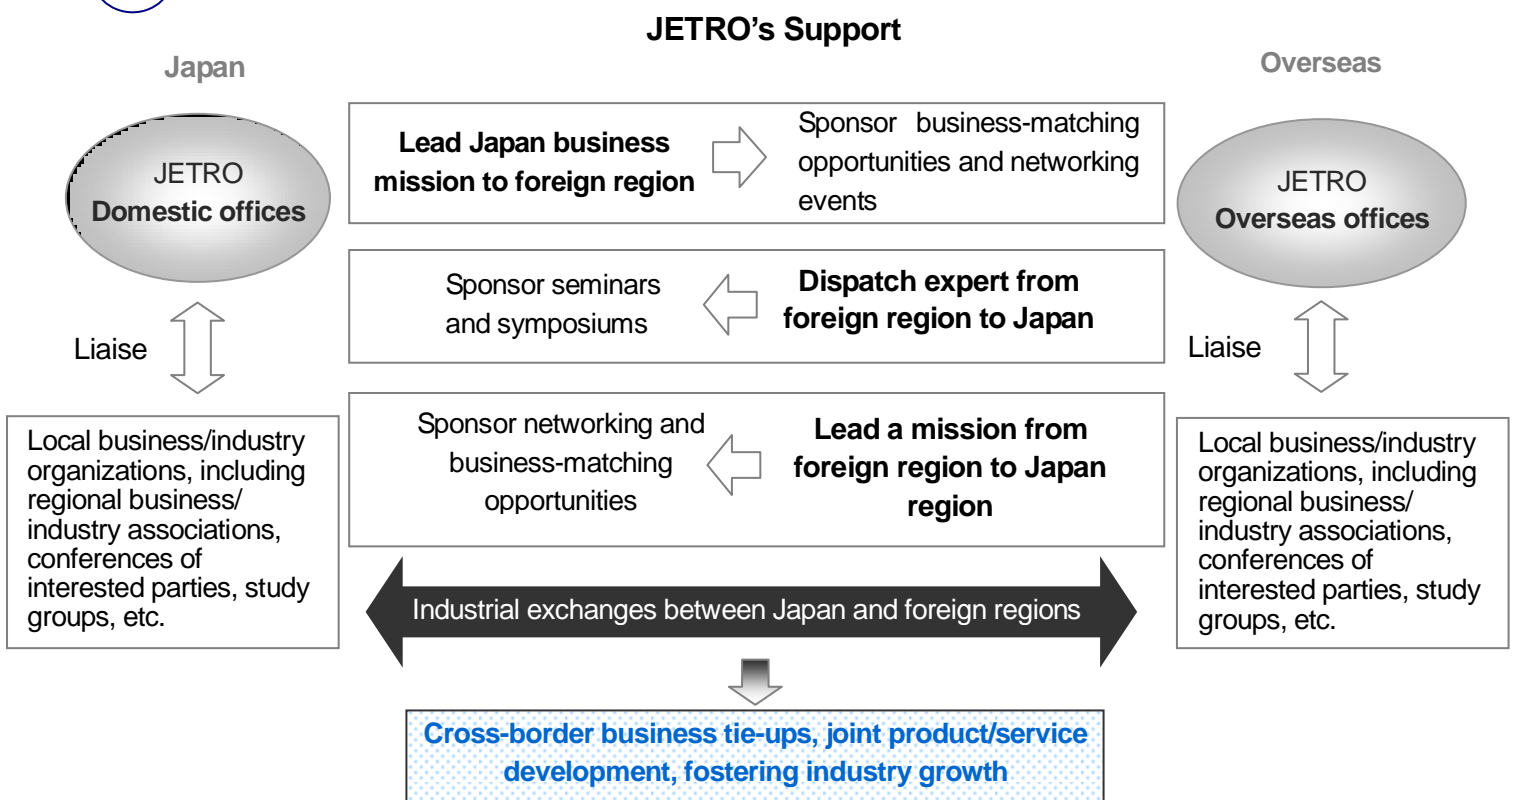 JETRO’s Support
Japan
Overseas
JETRO
Domestic offices
Lead Japan business
mission to foreign region
Sponsor business-matching
opportunities and networking
events
JETRO
Overseas offices
Sponsor seminars
and symposiums
Dispatch expert from
foreign region to Japan
Liaise
Liaise
Sponsor networking and
business-matching
opportunities
Lead a mission from
foreign region to Japan
region
Local business/industry
organizations, including
regional business/
industry associations,
conferences of
interested parties, study
groups, etc.
Local business/industry
organizations, including
regional business/
industry associations,
conferences of
interested parties, study
groups, etc.
Industrial exchanges between Japan and foreign regions
Cross-border business tie-ups, joint product/service
development, fostering industry growth